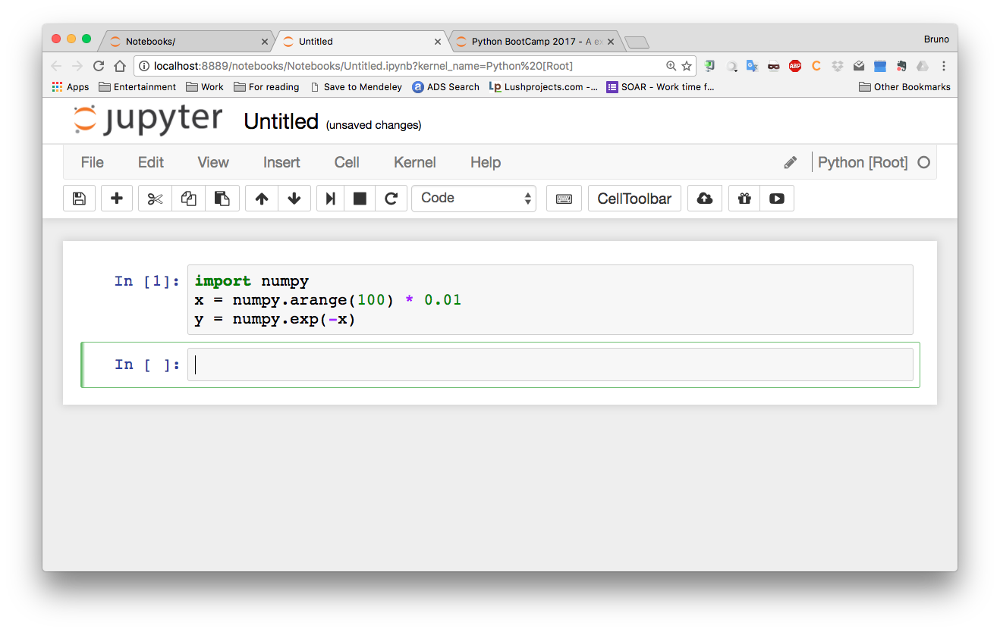 Notebooks/
Untitled
Python BootCamp 2017 - A ex
Bruno
localhost:8889/notebooks/Notebooks/Untitled.ipynb?kernel_name=Python%20[Root]
ABP
C
Apps Entertainment Work For reading Save to Mendeley a ADS Search Lp Lushprojects.com -... SOAR - Work time f... Other Bookmarks
jupyter Untitled (unsaved changes)
File Edit View Insert Cell Kernel Help Python [Root]
Code CellToolbar
In [1]: import numpy
x = numpy.arange(100) * 0.01
y = numpy.exp(-x)
In [ ]: